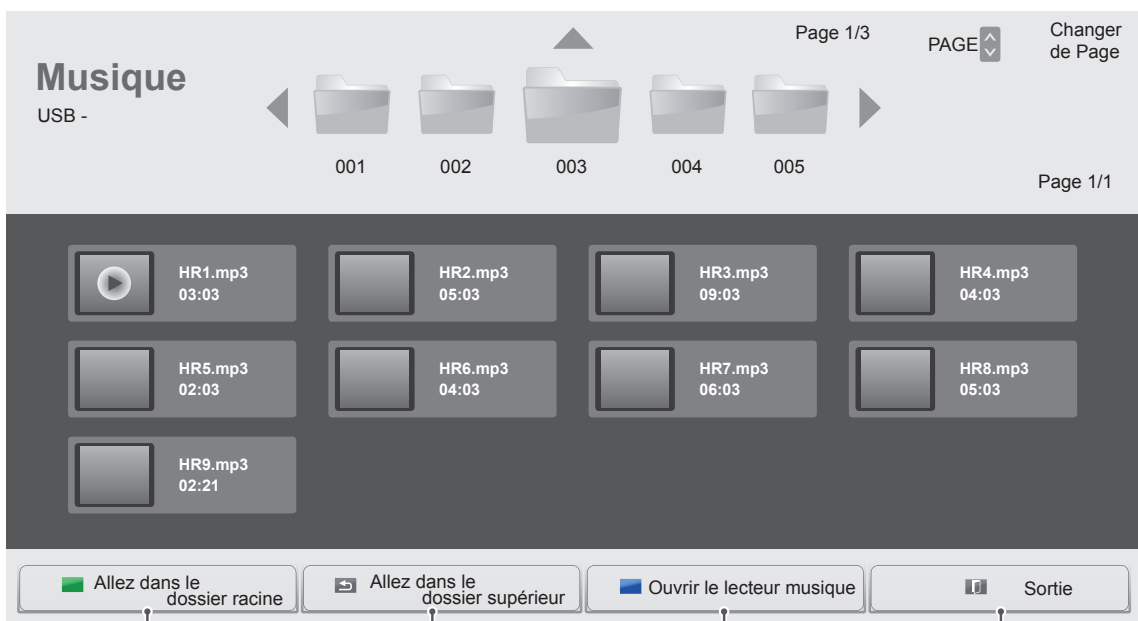 Page 1/3
PAGE
Changer
de Page
Musique
USB -
001
002
003
004
005
Page 1/1
HR1.mp3
03:03
HR2.mp3
05:03
HR3.mp3
09:03
HR4.mp3
04:03
HR5.mp3
02:03
HR6.mp3
04:03
HR7.mp3
06:03
HR8.mp3
05:03
HR9.mp3
02:21
Allez dans le
dossier racine
Allez dans le
dossier supérieur
Ouvrir le lecteur musique
Sortie